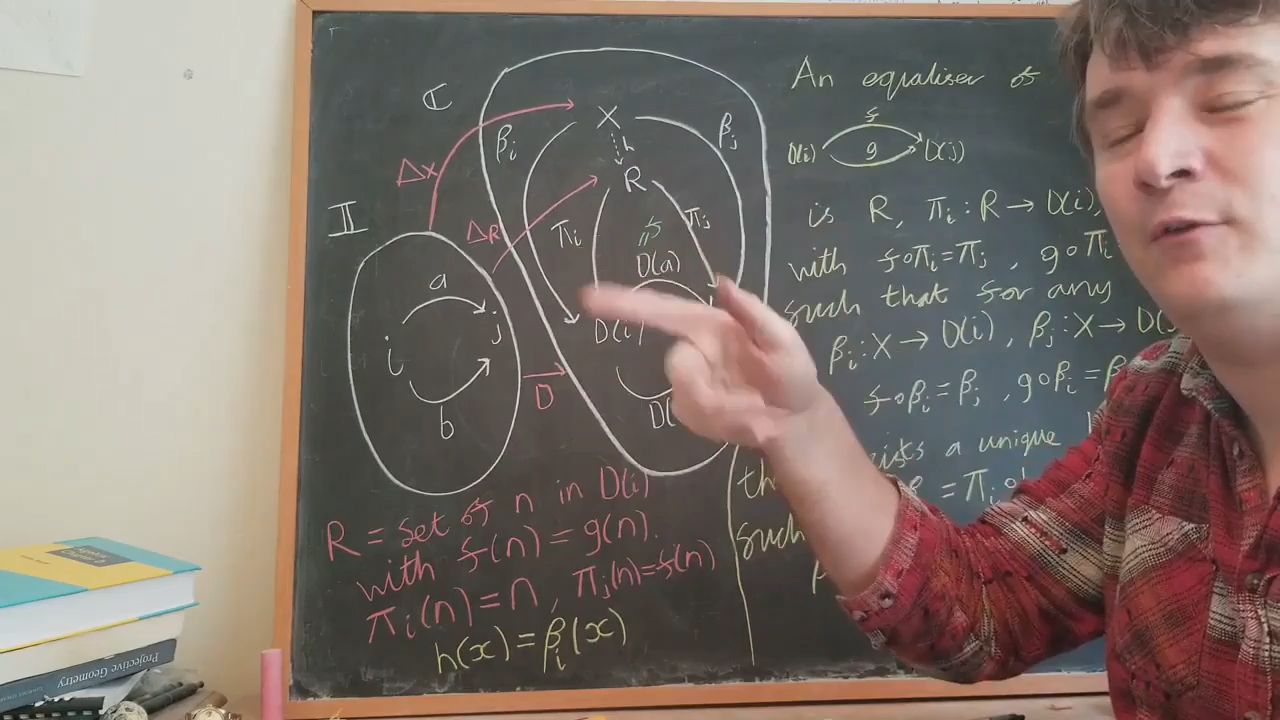 ℂ
X
β_i
β_j
h
ΔX
R
𝕀
ΔR
π_i
π_j
= f
D(a)
a
i
j
D(i)
D
b
D(
R = set of n in D(i)
with f(n) = g(n).
π_i(n) = n, π_j(n) = f(n)
h(x) = β_i(x)
An equaliser of
f
D(i) g D(j)
is R, π_i : R → D(i),
with f∘π_i = π_j, g∘π_i
such that for any
β_i : X → D(i), β_j : X → D(
f∘β_i = β_j, g∘β_i =
a unique
= π_i∘
such
Projective Geometry